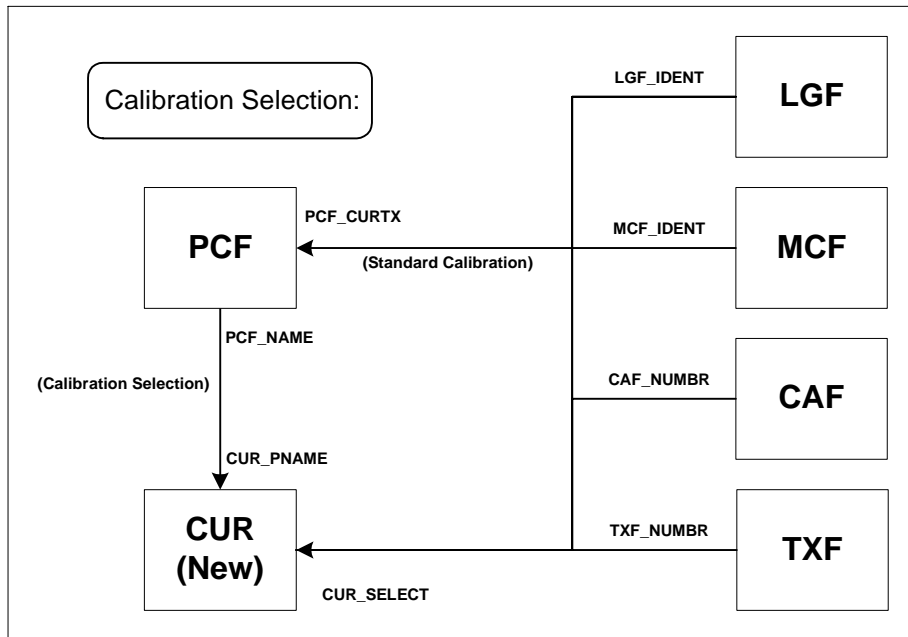 Calibration Selection:
LGF_IDENT
LGF
PCF
PCF_CURTX
(Standard Calibration)
MCF_IDENT
MCF
PCF_NAME
(Calibration Selection)
CUR_PNAME
CAF_NUMBR
CAF
CUR
(New)
CUR_SELECT
TXF_NUMBR
TXF